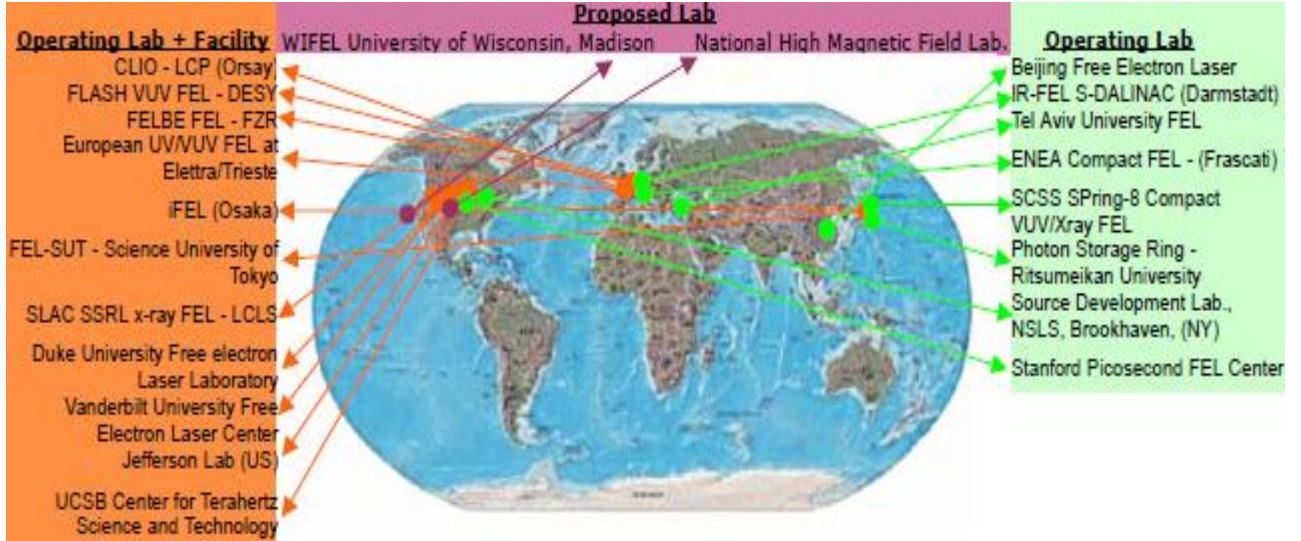 Proposed Lab
WIFEL University of Wisconsin, Madison National High Magnetic Field Lab.
Operating Lab + Facility
CLIO - LCP (Orsay)
FLASH VUV FEL - DESY
FELBE FEL - FZR
European UV/VUV FEL at
Elettra/Trieste
iFEL (Osaka)
FEL-SUT - Science University of
Tokyo
SLAC SSRL x-ray FEL - LCLS
Duke University Free electron
Laser Laboratory
Vanderbilt University Free
Electron Laser Center
Jefferson Lab (US)
UCSB Center for Terahertz
Science and Technology
Operating Lab
Beijing Free Electron Laser
IR-FEL S-DALINAC (Darmstadt)
Tel Aviv University FEL
ENEA Compact FEL - (Frascati)
SCSS SPring-8 Compact
VUV/Xray FEL
Photon Storage Ring -
Ritsumeikan University
Source Development Lab.,
NSLS, Brookhaven, (NY)
Stanford Picosecond FEL Center